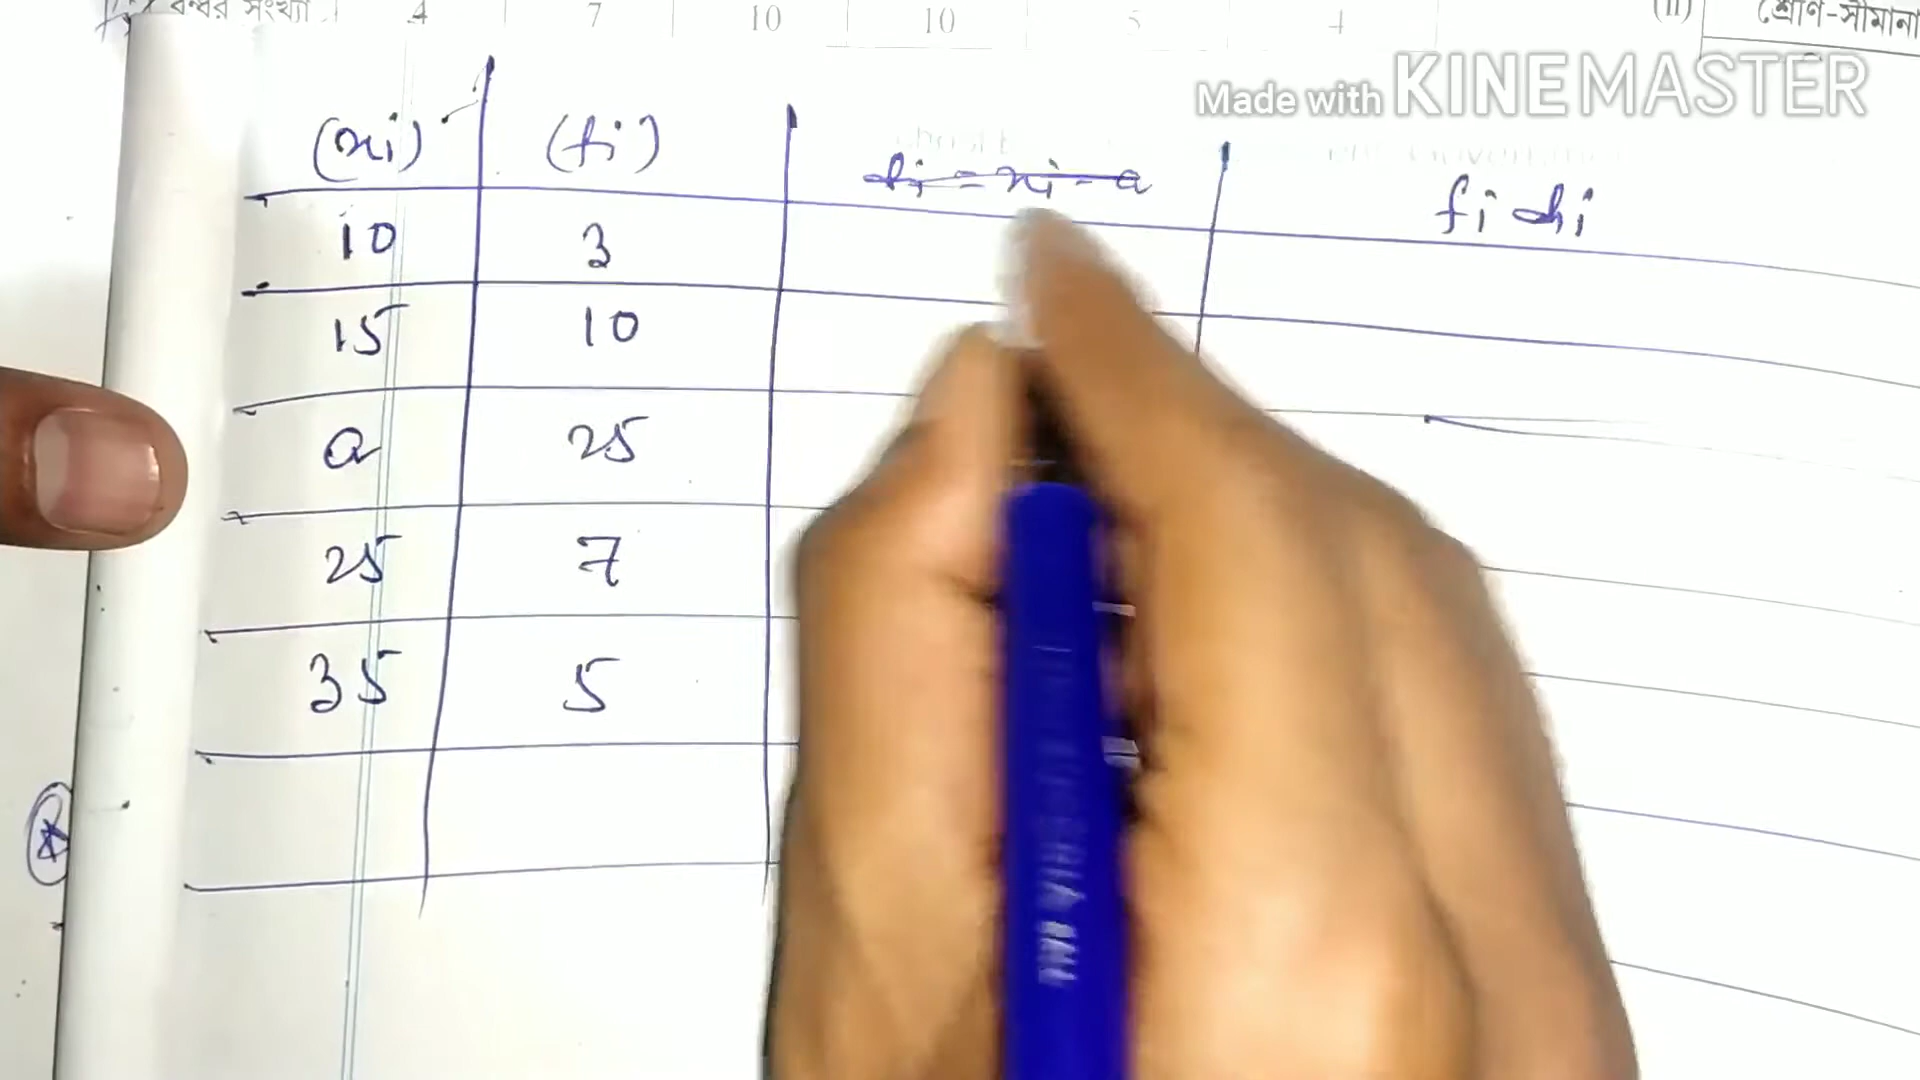 বন্ধুর সংখ্যা 4 7 10 10 5 4 (ii) শ্রেণি-সীমানা
Made with KINEMASTER
(xi) (fi) di = xi - a fi di
10 3
15 10
a 25
25 7
35 5